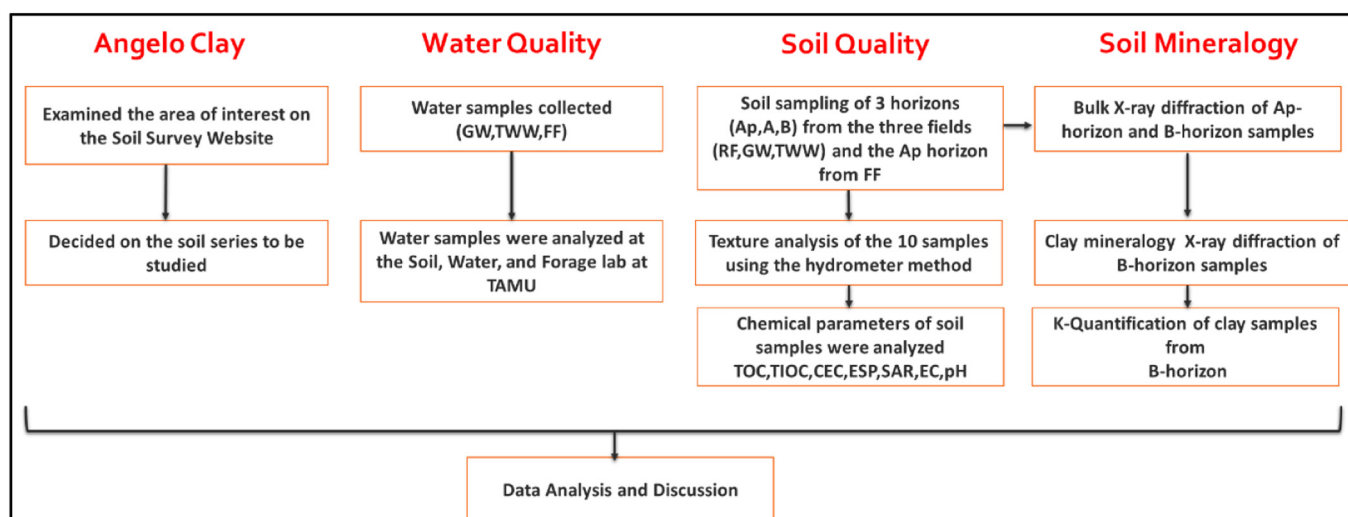 Angelo Clay
Examined the area of interest on
the Soil Survey Website
Decided on the soil series to be
studied
Water Quality
Water samples collected
(GW,TWW,FF)
Water samples were analyzed at
the Soil, Water, and Forage lab at
TAMU
Soil Quality
Soil sampling of 3 horizons
(Ap,A,B) from the three fields
(RF,GW,TWW) and the Ap horizon
from FF
Texture analysis of the 10 samples
using the hydrometer method
Chemical parameters of soil
samples were analyzed
TOC,TIOC,CEC,ESP,SAR,EC,pH
Soil Mineralogy
Bulk X-ray diffraction of Ap-
horizon and B-horizon samples
Clay mineralogy X-ray diffraction of
B-horizon samples
K-Quantification of clay samples
from
B-horizon
Data Analysis and Discussion